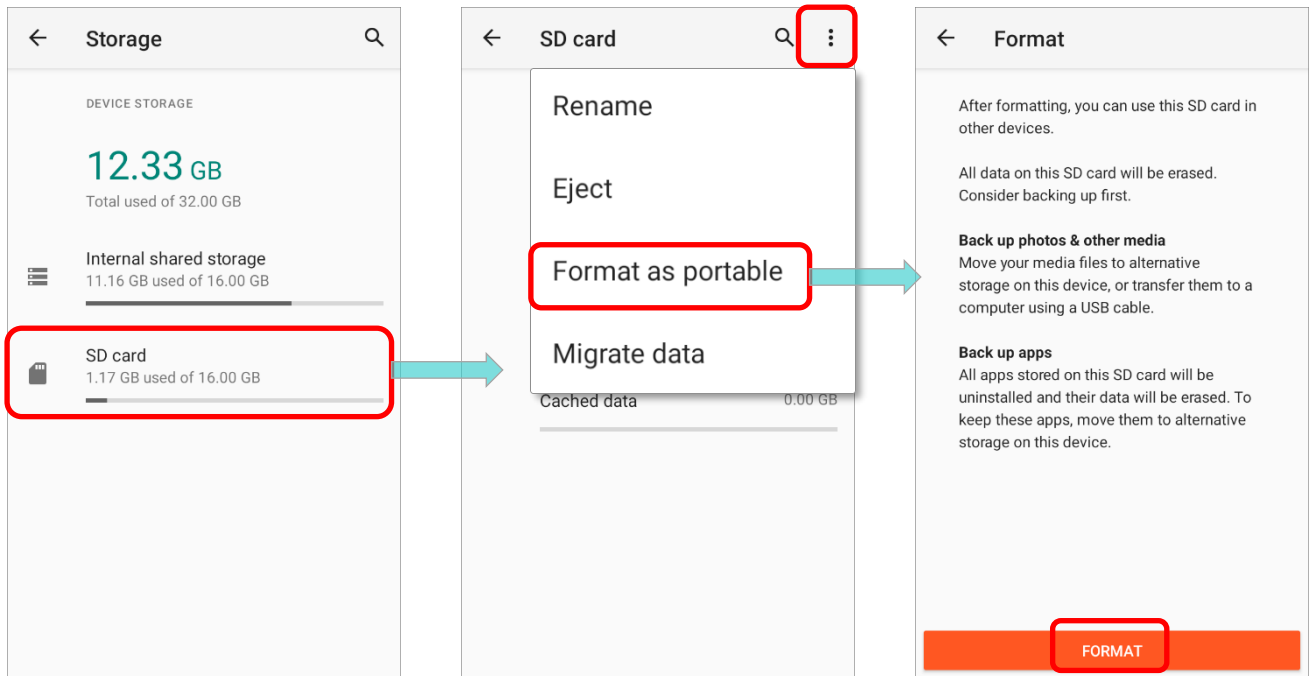 Storage
DEVICE STORAGE
12.33 GB
Total used of 32.00 GB
Internal shared storage
11.16 GB used of 16.00 GB
SD card
1.17 GB used of 16.00 GB
SD card
Rename
Eject
Format as portable
Migrate data
Cached data 0.00 GB
Format
After formatting, you can use this SD card in
other devices.
All data on this SD card will be erased.
Consider backing up first.
Back up photos & other media
Move your media files to alternative
storage on this device, or transfer them to a
computer using a USB cable.
Back up apps
All apps stored on this SD card will be
uninstalled and their data will be erased. To
keep these apps, move them to alternative
storage on this device.
FORMAT